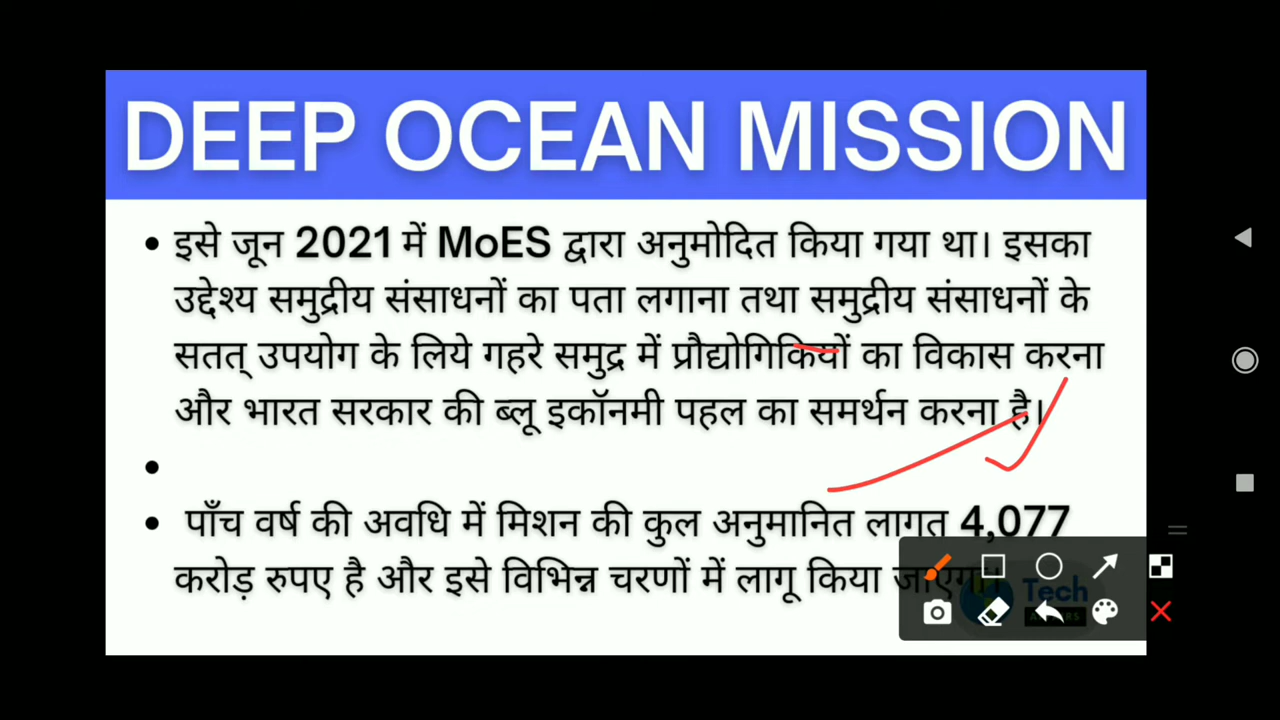 DEEP OCEAN MISSION
• इसे जून 2021 में MoES द्वारा अनुमोदित किया गया था। इसका
उद्देश्य समुद्रीय संसाधनों का पता लगाना तथा समुद्रीय संसाधनों के
सतत् उपयोग के लिये गहरे समुद्र में प्रौद्योगिकियों का विकास करना
और भारत सरकार की ब्लू इकॉनमी पहल का समर्थन करना है।
•
• पाँच वर्ष की अवधि में मिशन की कुल अनुमानित लागत 4,077
करोड़ रुपए है और इसे विभिन्न चरणों में लागू किया जाएगा।
Tech